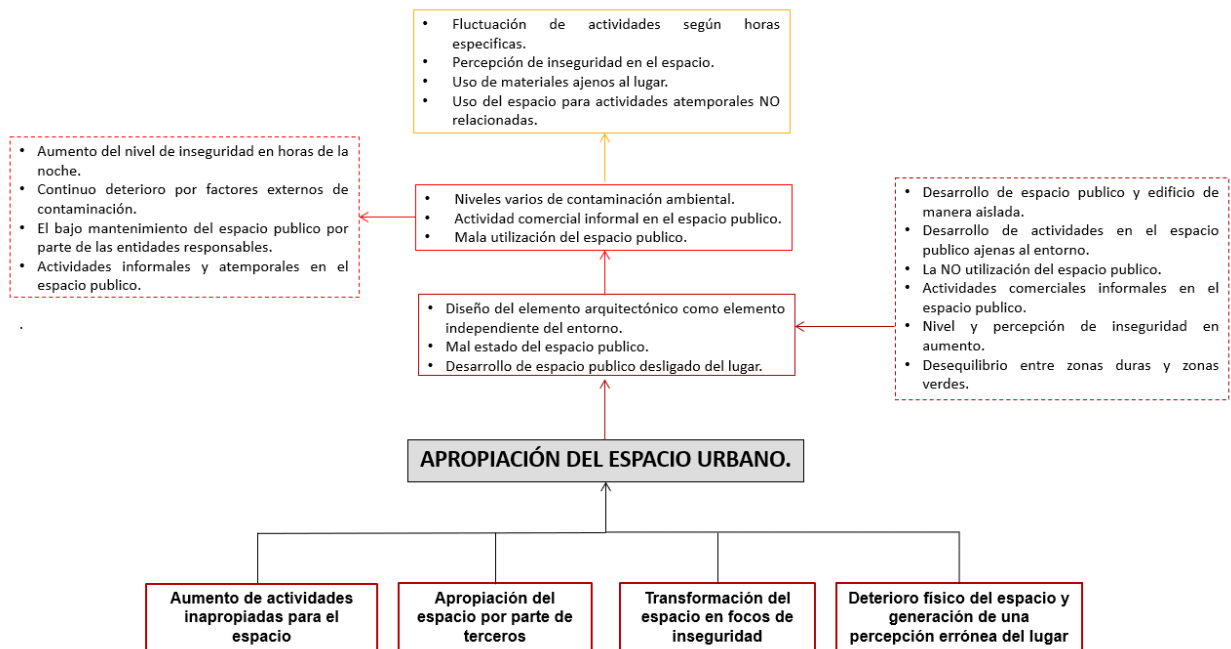 • Fluctuación de actividades según horas
especificas.
• Percepción de inseguridad en el espacio.
• Uso de materiales ajenos al lugar.
• Uso del espacio para actividades atemporales NO
relacionadas.
• Aumento del nivel de inseguridad en horas de la
noche.
• Continuo deterioro por factores externos de
contaminación.
• El bajo mantenimiento del espacio publico por
parte de las entidades responsables.
• Actividades informales y atemporales en el
espacio publico.
.
• Niveles varios de contaminación ambiental.
• Actividad comercial informal en el espacio publico.
• Mala utilización del espacio publico.
• Desarrollo de espacio publico y edificio de
manera aislada.
• Desarrollo de actividades en el espacio
publico ajenas al entorno.
• La NO utilización del espacio publico.
• Actividades comerciales informales en el
espacio publico.
• Nivel y percepción de inseguridad en
aumento.
• Desequilibrio entre zonas duras y zonas
verdes.
• Diseño del elemento arquitectónico como elemento
independiente del entorno.
• Mal estado del espacio publico.
• Desarrollo de espacio publico desligado del lugar.
APROPIACIÓN DEL ESPACIO URBANO.
Aumento de actividades
inapropiadas para el
espacio
Apropiación del
espacio por parte de
terceros
Transformación del
espacio en focos de
inseguridad
Deterioro físico del espacio y
generación de una
percepción errónea del lugar